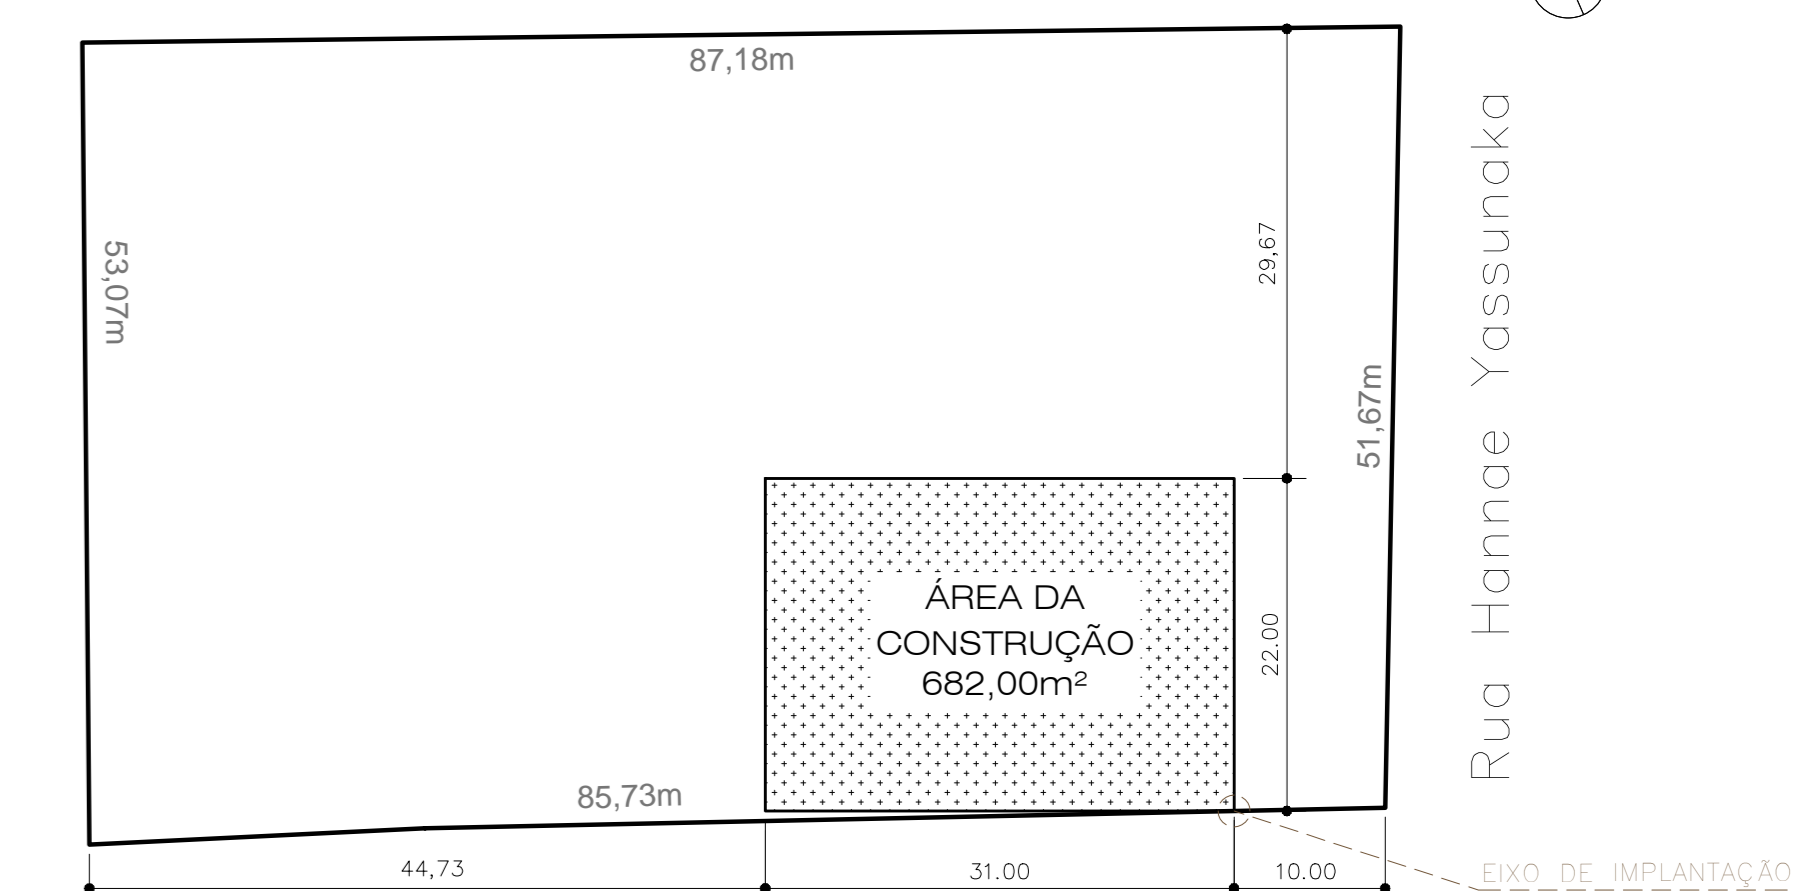 87,18m
53,07m
29,67
51,67m
Rua Hannae Yassunaka
ÁREA DA
CONSTRUÇÃO
682,00m²
22.00
85,73m
44,73
31.00
10.00
EIXO DE IMPLANTAÇÃO